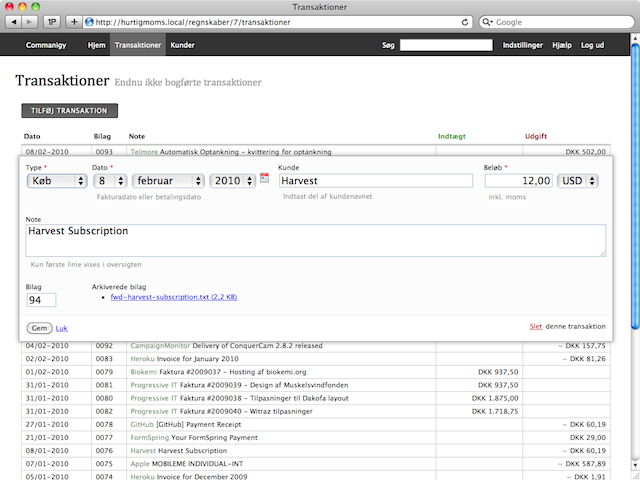 Transaktioner
http://hurtigmoms.local/regnskaber/7/transaktioner
Google
Commanigy Hjem Transaktioner Kunder Søg Indstillinger Hjælp Log ud
Transaktioner Endnu ikke bogførte transaktioner
TILFØJ TRANSAKTION
Dato Bilag Note Indtægt Udgift
08/02-2010 0093 Telmore Automatisk Optankning - kvittering for optankning DKK 502,00
Type * Dato * Kunde Beløb *
Køb 8 februar 2010 Harvest 12,00 USD
Fakturadato eller betalingsdato Indtast del af kundenavnet inkl. moms
Note
Harvest Subscription
Kun første linie vises i oversigten
Bilag Arkiverede bilag
94 • fwd-harvest-subscription.txt (2,2 KB)
Gem Luk Slet denne transaktion
04/02-2010 0092 CampaignMonitor Delivery of ConquerCam 2.8.2 released – DKK 157,75
02/02-2010 0083 Heroku Invoice for January 2010 – DKK 81,26
01/02-2010 0079 Biokemi Faktura #2009037 - Hosting af biokemi.org DKK 937,50
31/01-2010 0081 Progressive IT Faktura #2009039 - Design af Muskelsvindfonden DKK 937,50
31/01-2010 0080 Progressive IT Faktura #2009038 - Tilpasninger til Dakofa layout DKK 1.875,00
31/01-2010 0082 Progressive IT Faktura #2009040 - Witraz tilpasninger DKK 1.718,75
27/01-2010 0078 GitHub [GitHub] Payment Receipt – DKK 60,19
21/01-2010 0077 FormSpring Your FormSpring Payment DKK 29,00
08/01-2010 0076 Harvest Harvest Subscription – DKK 60,19
07/01-2010 0075 Apple MOBILEME INDIVIDUAL-INT – DKK 587,89
05/01-2010 0074 Heroku Invoice for December 2009 – DKK 1,91